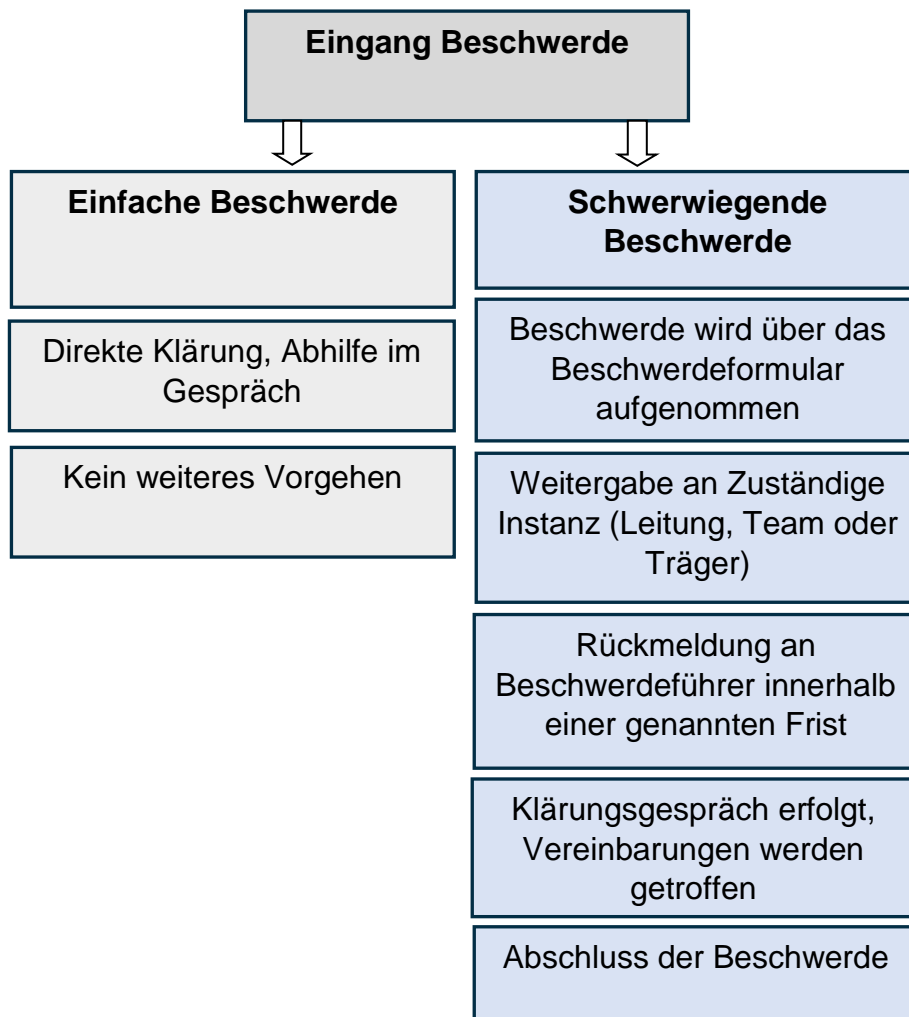 Eingang Beschwerde
Einfache Beschwerde
Direkte Klärung, Abhilfe im
Gespräch
Kein weiteres Vorgehen
Schwerwiegende
Beschwerde
Beschwerde wird über das
Beschwerdeformular
aufgenommen
Weitergabe an Zuständige
Instanz (Leitung, Team oder
Träger)
Rückmeldung an
Beschwerdeführer innerhalb
einer genannten Frist
Klärungsgespräch erfolgt,
Vereinbarungen werden
getroffen
Abschluss der Beschwerde